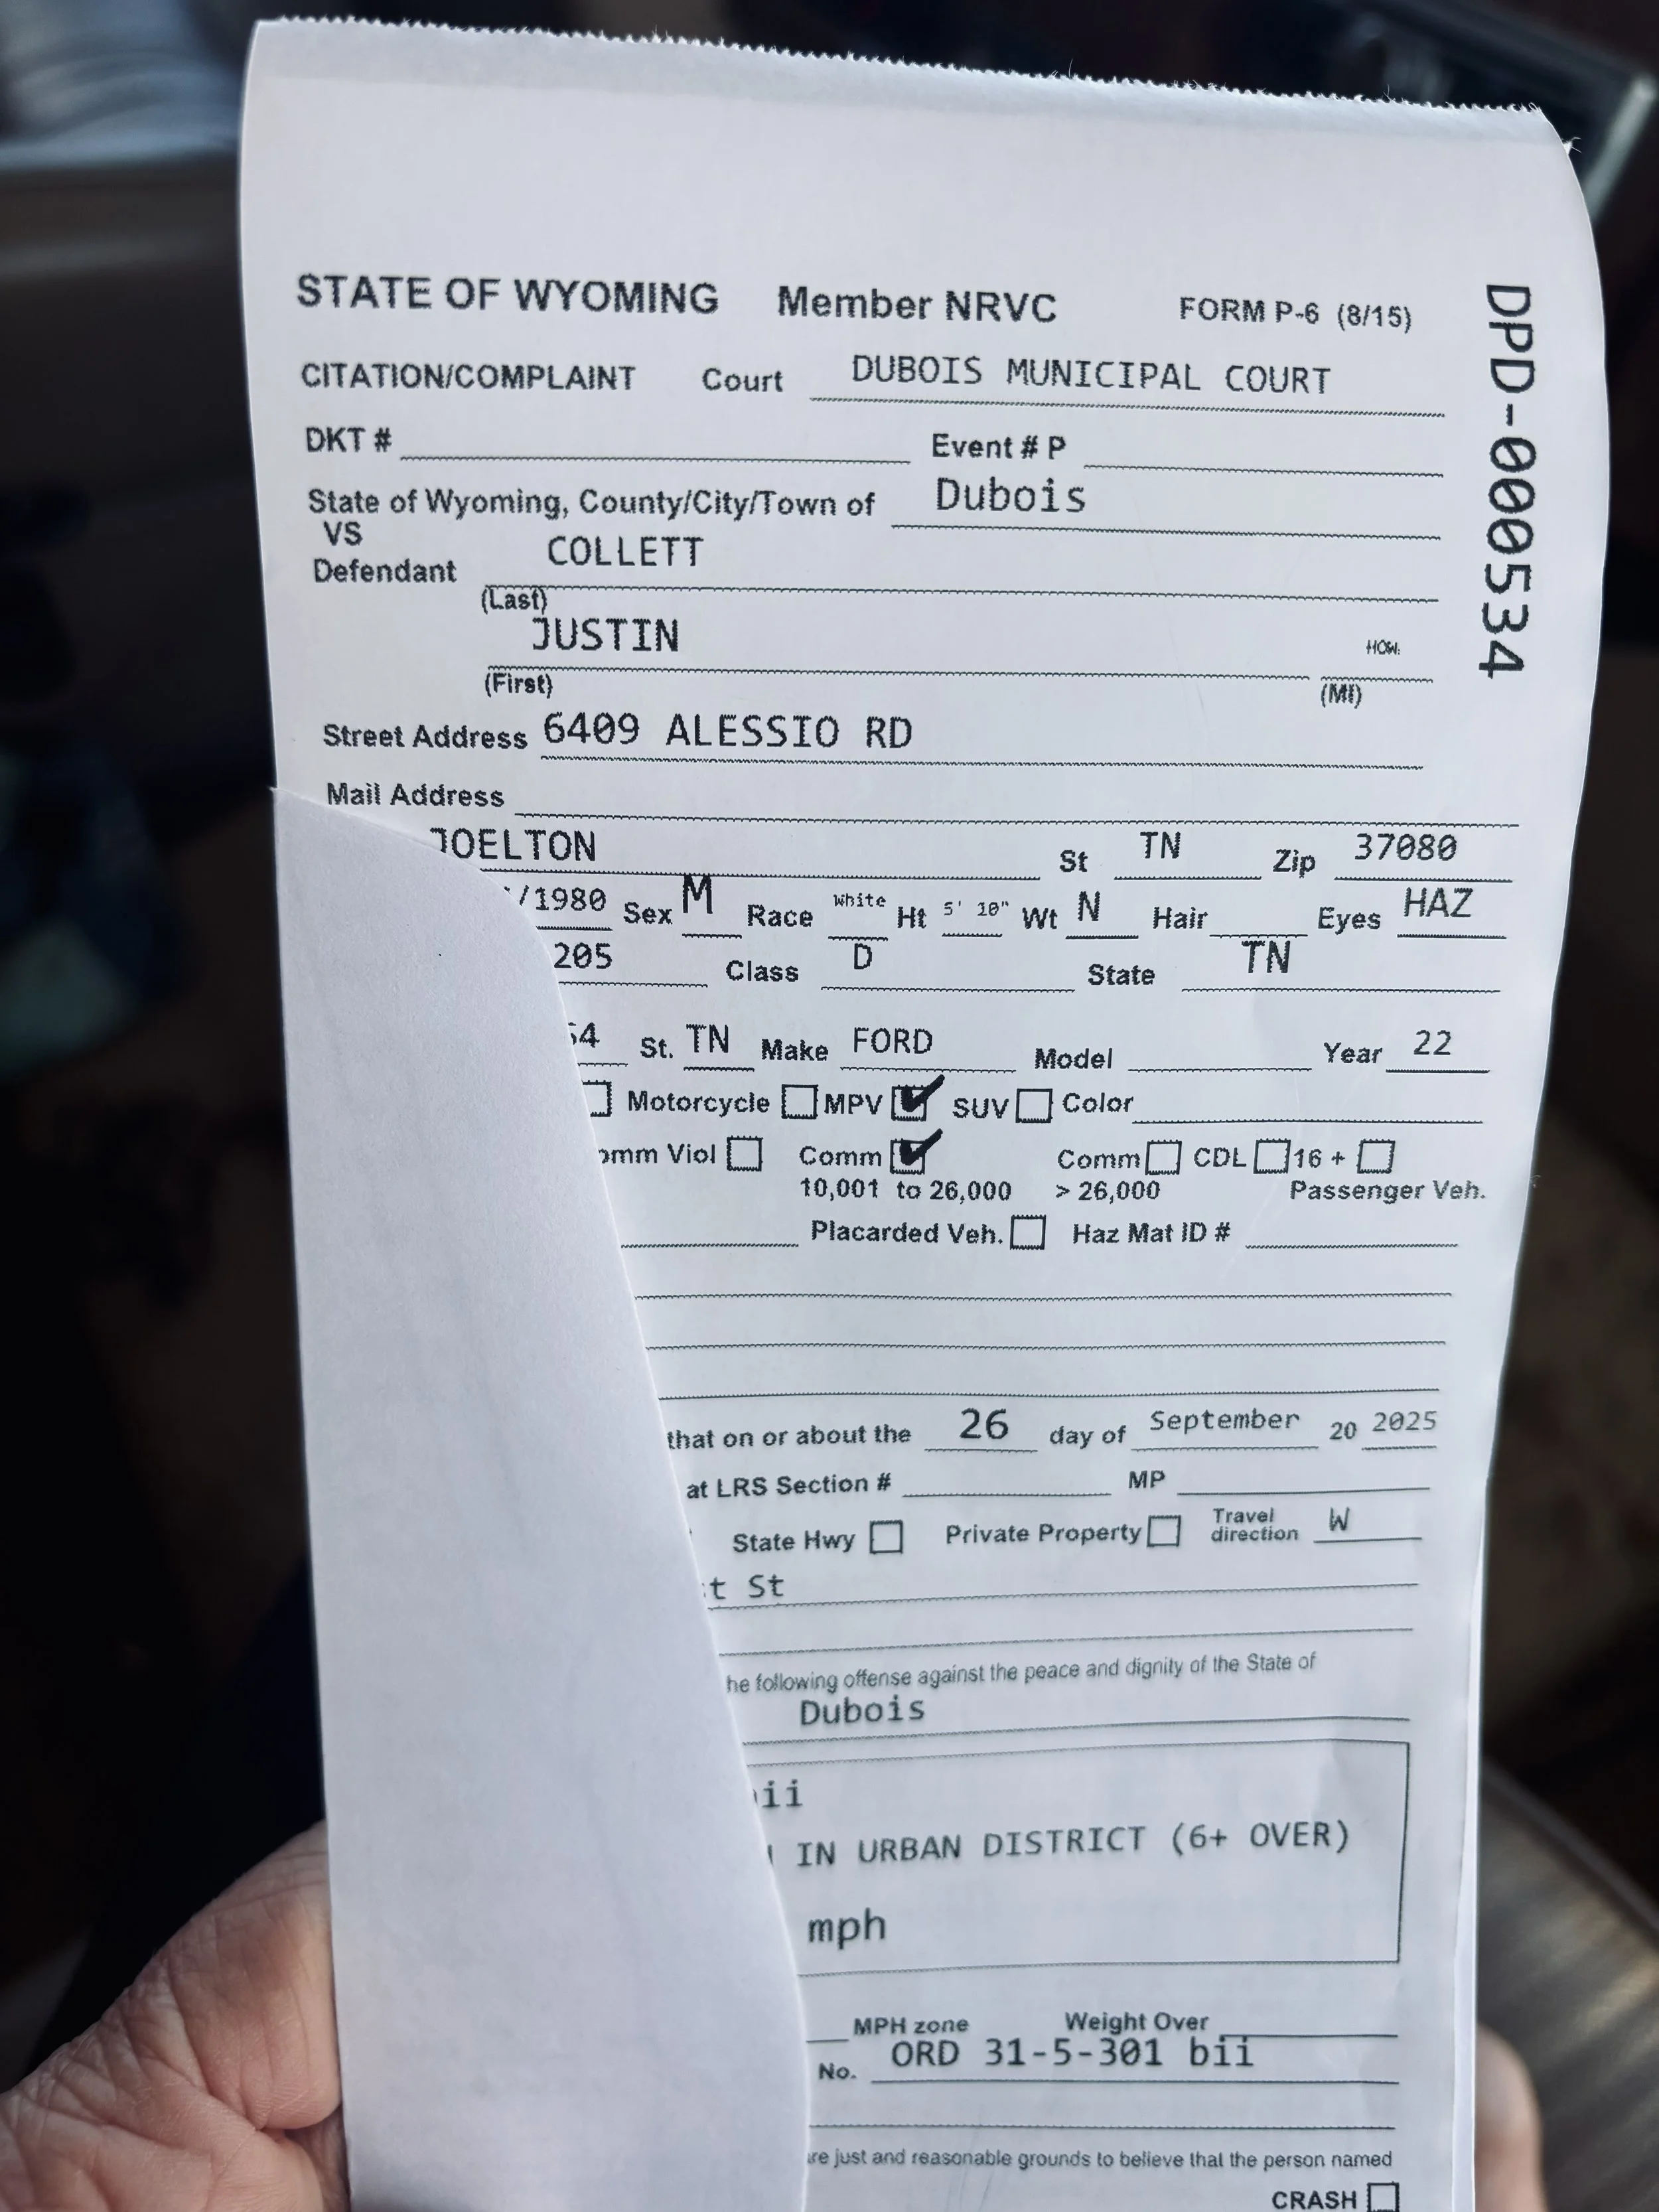 STATE OF WYOMING Member NRVC FORM P-6 (8/15)
DPD-000534
CITATION/COMPLAINT Court DUBOIS MUNICIPAL COURT
DKT # Event # P
State of Wyoming, County/City/Town of Dubois
VS
Defendant COLLETT
(Last)
JUSTIN
(First) (MI)
Street Address 6409 ALESSIO RD
Mail Address
JOELTON St TN Zip 37080
/1980 Sex M Race White Ht 5' 10" Wt N Hair Eyes HAZ
205 Class D State TN
54 St. TN Make FORD Model Year 22
Motorcycle MPV SUV Color
omm Viol Comm Comm CDL 16 +
10,001 to 26,000 > 26,000 Passenger Veh.
Placarded Veh. Haz Mat ID #
that on or about the 26 day of September 20 2025
at LRS Section # MP
State Hwy Private Property Travel direction W
t St
he following offense against the peace and dignity of the State of
Dubois
ii
IN URBAN DISTRICT (6+ OVER)
mph
MPH zone Weight Over
No. ORD 31-5-301 bii
re just and reasonable grounds to believe that the person named
CRASH